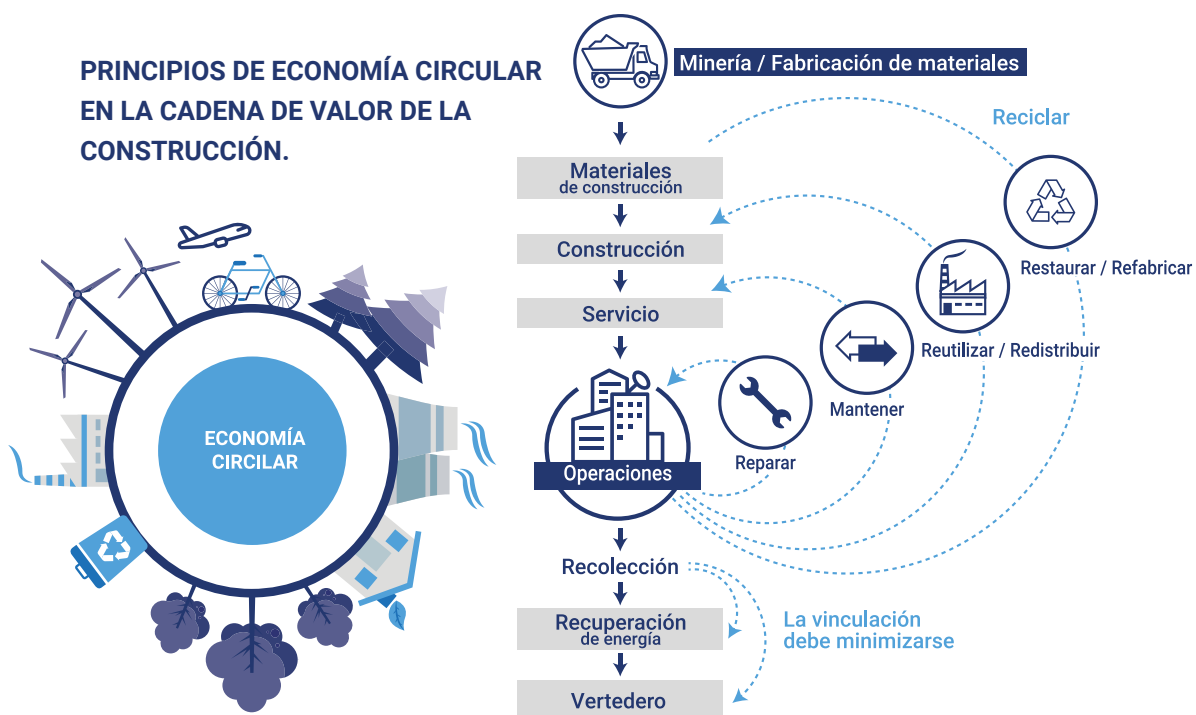 PRINCIPIOS DE ECONOMÍA CIRCULAR
EN LA CADENA DE VALOR DE LA
CONSTRUCCIÓN.
Minería / Fabricación de materiales
Reciclar
Materiales
de construcción
Construcción
Restaurar / Refabricar
Servicio
Reutilizar / Redistribuir
Mantener
ECONOMÍA
CIRCILAR
Reparar
Operaciones
Recolección
Recuperación
de energía
La vinculación
debe minimizarse
Vertedero